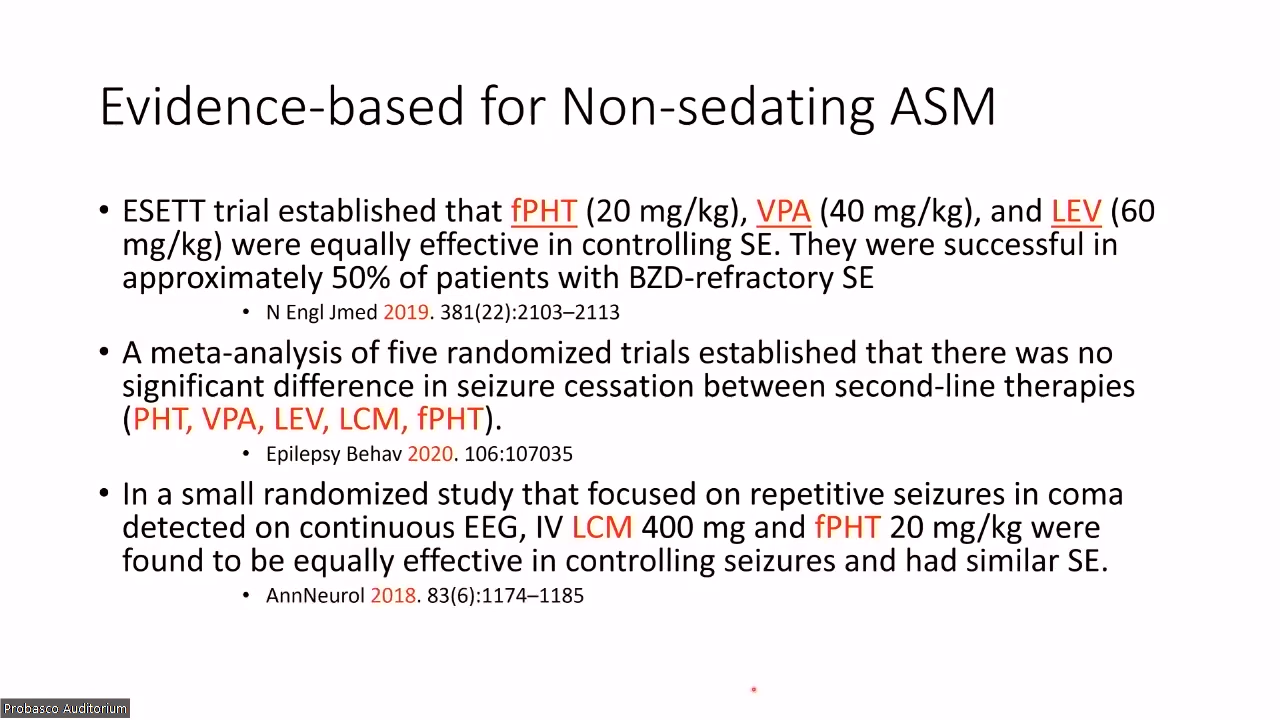 Evidence-based for Non-sedating ASM
• ESETT trial established that fPHT (20 mg/kg), VPA (40 mg/kg), and LEV (60
mg/kg) were equally effective in controlling SE. They were successful in
approximately 50% of patients with BZD-refractory SE
• N Engl Jmed 2019. 381(22):2103–2113
• A meta-analysis of five randomized trials established that there was no
significant difference in seizure cessation between second-line therapies
(PHT, VPA, LEV, LCM, fPHT).
• Epilepsy Behav 2020. 106:107035
• In a small randomized study that focused on repetitive seizures in coma
detected on continuous EEG, IV LCM 400 mg and fPHT 20 mg/kg were
found to be equally effective in controlling seizures and had similar SE.
• AnnNeurol 2018. 83(6):1174–1185
Probasco Auditorium